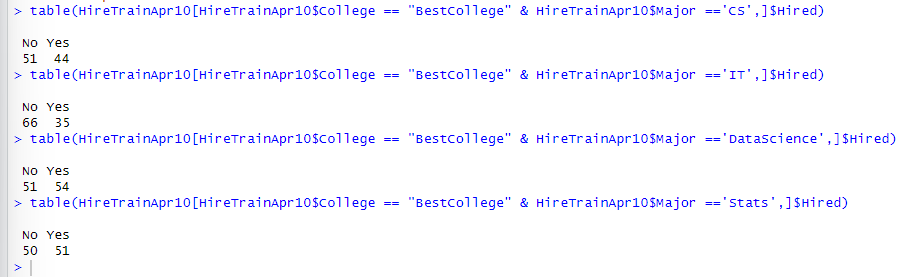 > table(HireTrainApr10[HireTrainApr10$College == "BestCollege" & HireTrainApr10$Major =='CS',]$Hired)
No Yes
51 44
> table(HireTrainApr10[HireTrainApr10$College == "BestCollege" & HireTrainApr10$Major =='IT',]$Hired)
No Yes
66 35
> table(HireTrainApr10[HireTrainApr10$College == "BestCollege" & HireTrainApr10$Major =='DataScience',]$Hired)
No Yes
51 54
> table(HireTrainApr10[HireTrainApr10$College == "BestCollege" & HireTrainApr10$Major =='Stats',]$Hired)
No Yes
50 51
>